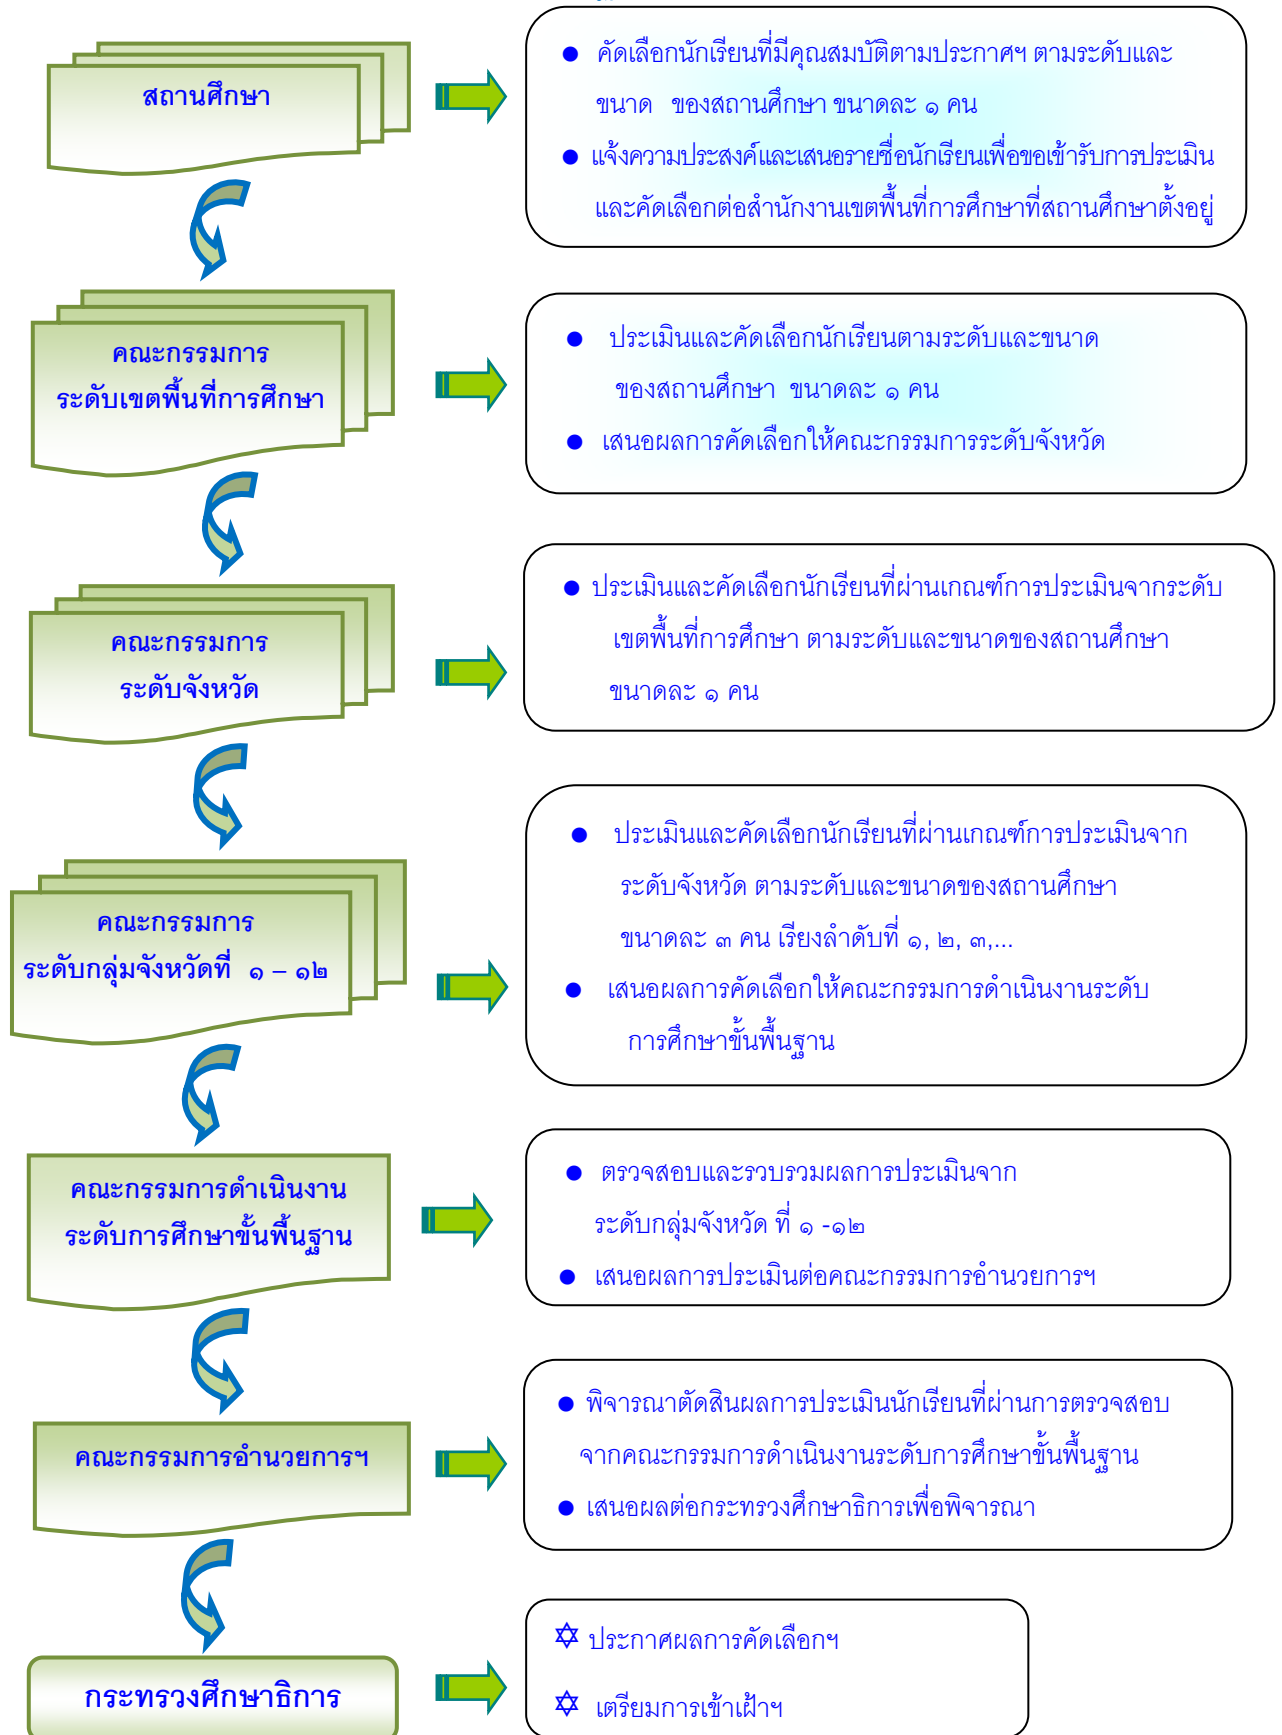 สถานศึกษา
● คัดเลือกนักเรียนที่มีคุณสมบัติตามประกาศฯ ตามระดับและ
ขนาด ของสถานศึกษา ขนาดละ ๑ คน
● แจ้งความประสงค์และเสนอรายชื่อนักเรียนเพื่อขอเข้ารับการประเมิน
และคัดเลือกต่อสำนักงานเขตพื้นที่การศึกษาที่สถานศึกษาตั้งอยู่
คณะกรรมการ
ระดับเขตพื้นที่การศึกษา
● ประเมินและคัดเลือกนักเรียนตามระดับและขนาด
ของสถานศึกษา ขนาดละ ๑ คน
● เสนอผลการคัดเลือกให้คณะกรรมการระดับจังหวัด
คณะกรรมการ
ระดับจังหวัด
● ประเมินและคัดเลือกนักเรียนที่ผ่านเกณฑ์การประเมินจากระดับ
เขตพื้นที่การศึกษา ตามระดับและขนาดของสถานศึกษา
ขนาดละ ๑ คน
คณะกรรมการ
ระดับกลุ่มจังหวัดที่ ๑ – ๑๒
● ประเมินและคัดเลือกนักเรียนที่ผ่านเกณฑ์การประเมินจาก
ระดับจังหวัด ตามระดับและขนาดของสถานศึกษา
ขนาดละ ๓ คน เรียงลำดับที่ ๑, ๒, ๓,...
● เสนอผลการคัดเลือกให้คณะกรรมการดำเนินงานระดับ
การศึกษาขั้นพื้นฐาน
คณะกรรมการดำเนินงาน
ระดับการศึกษาขั้นพื้นฐาน
● ตรวจสอบและรวบรวมผลการประเมินจาก
ระดับกลุ่มจังหวัด ที่ ๑ -๑๒
● เสนอผลการประเมินต่อคณะกรรมการอำนวยการฯ
คณะกรรมการอำนวยการฯ
● พิจารณาตัดสินผลการประเมินนักเรียนที่ผ่านการตรวจสอบ
จากคณะกรรมการดำเนินงานระดับการศึกษาขั้นพื้นฐาน
● เสนอผลต่อกระทรวงศึกษาธิการเพื่อพิจารณา
กระทรวงศึกษาธิการ
✡ ประกาศผลการคัดเลือกฯ
✡ เตรียมการเข้าเฝ้าฯ